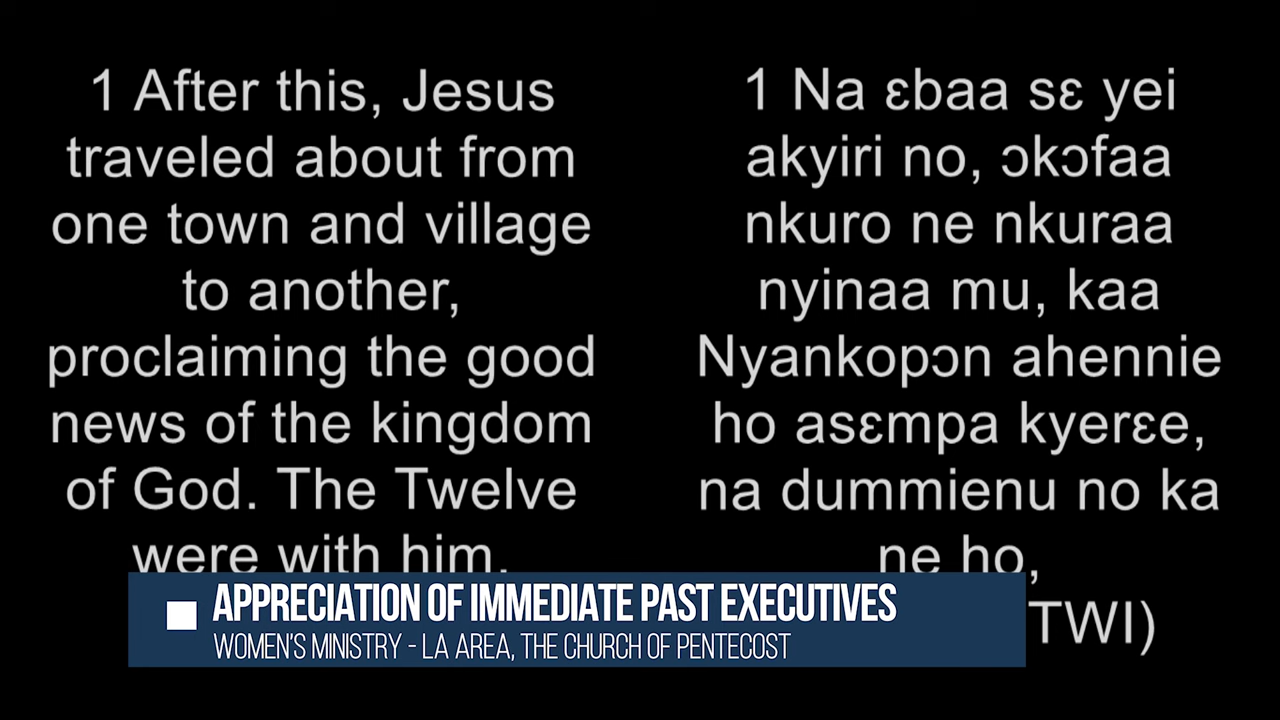 1 After this, Jesus
traveled about from
one town and village
to another,
proclaiming the good
news of the kingdom
of God. The Twelve
were with him,
1 Na ɛbaa sɛ yei
akyiri no, ɔkɔfaa
nkuro ne nkuraa
nyinaa mu, kaa
Nyankopɔn ahennie
ho asɛmpa kyerɛe,
na dummienu no ka
ne ho,
TWI)
APPRECIATION OF IMMEDIATE PAST EXECUTIVES
WOMEN'S MINISTRY - LA AREA, THE CHURCH OF PENTECOST